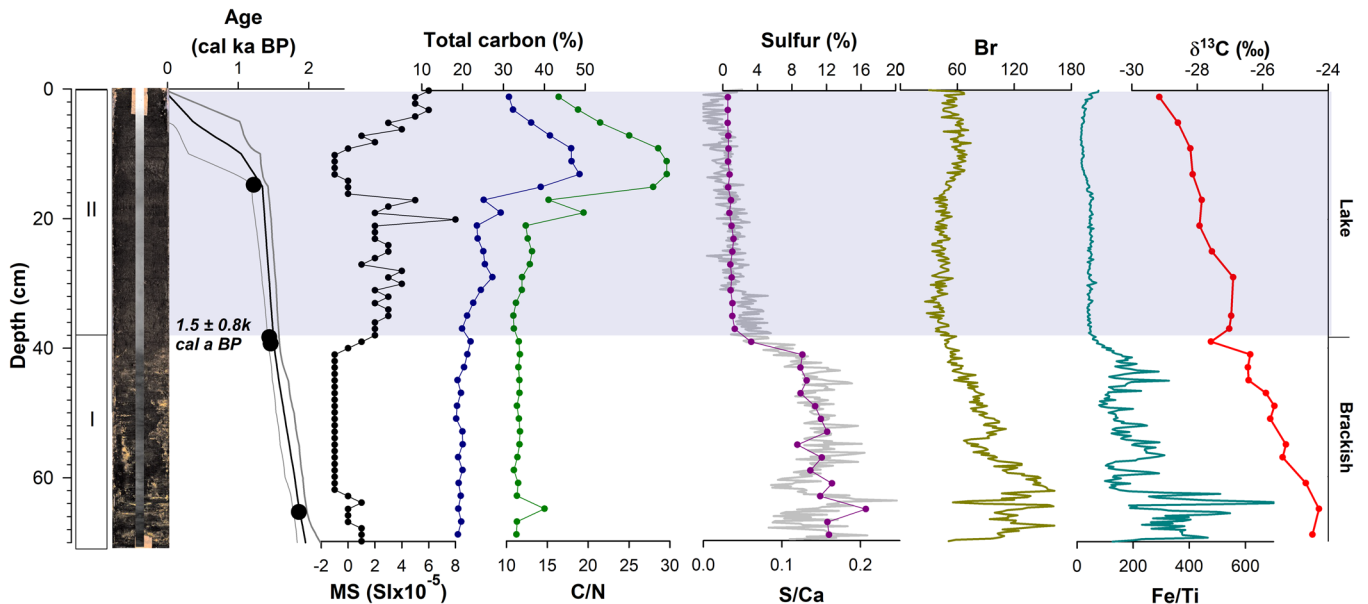 Age
(cal ka BP)
Total carbon (%)
Sulfur (%)
Br
δ¹³C (‰)
0 1 2
10 20 30 40 50
0 4 8 12 16 20
0 60 120 180
-29 -28 -26 -25 -24
Depth (cm)
0
20
40
60
II
I
1.5 ± 0.8k
cal a BP
Lake
Brackish
-2 0 2 4 6 8
10 15 20 25 30
0.0 0.1 0.2
0 200 400 600
MS (SIx10⁻⁵)
C/N
S/Ca
Fe/Ti